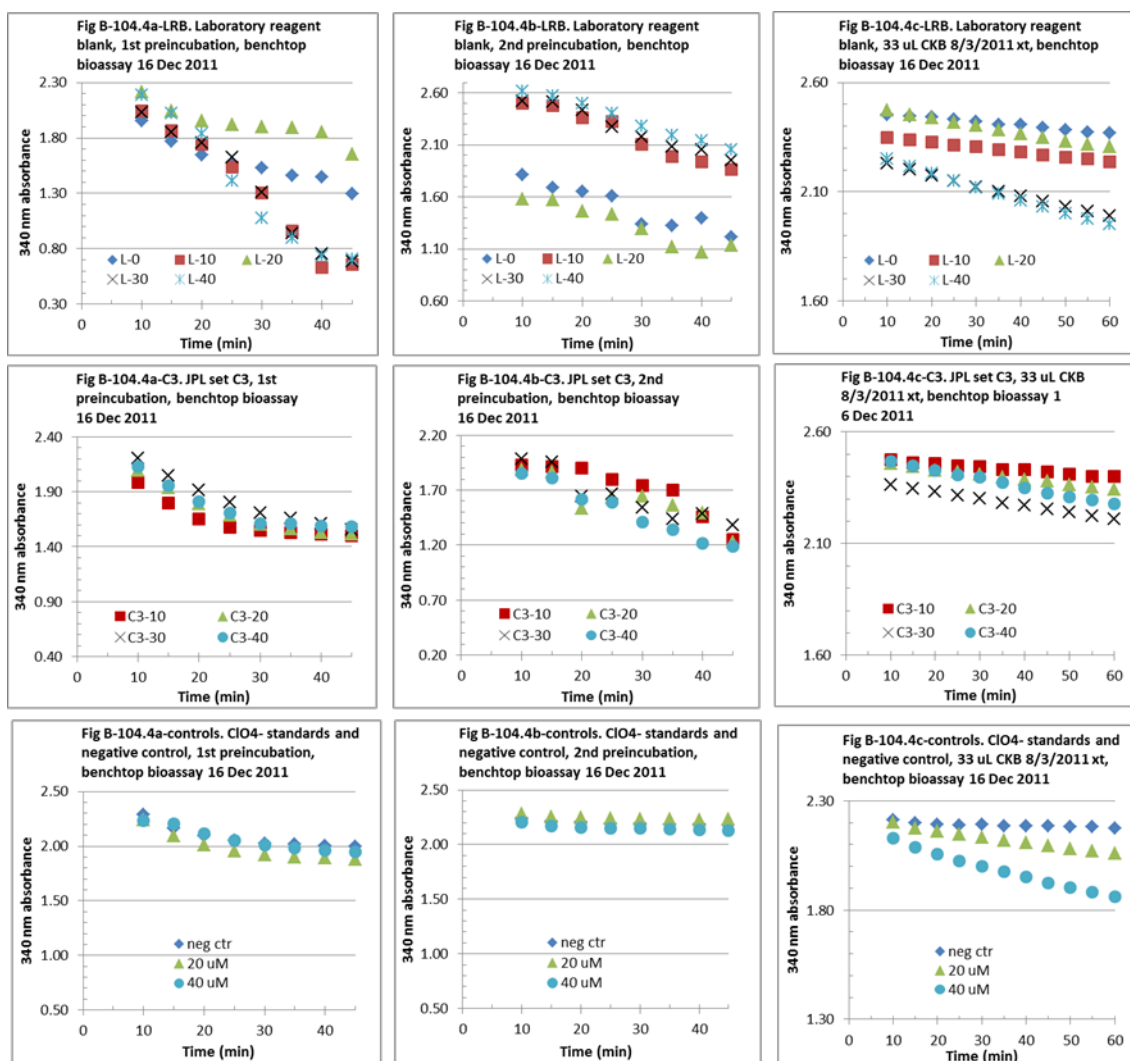 Fig B-104.4a-LRB. Laboratory reagent
blank, 1st preincubation, benchtop
bioassay 16 Dec 2011
2.30
1.80
1.30
0.80
0.30
340 nm absorbance
L-0 L-10 L-20
L-30 L-40
0 10 20 30 40
Time (min)
Fig B-104.4b-LRB. Laboratory reagent
blank, 2nd preincubation, benchtop
bioassay 16 Dec 2011
2.60
2.10
1.60
1.10
0.60
340 nm absorbance
L-0 L-10 L-20
L-30 L-40
0 10 20 30 40
Time (min)
Fig B-104.4c-LRB. Laboratory reagent
blank, 33 uL CKB 8/3/2011 xt, benchtop
bioassay 16 Dec 2011
2.60
2.10
1.60
340 nm absorbance
L-0 L-10 L-20
L-30 L-40
0 10 20 30 40 50 60
Time (min)
Fig B-104.4a-C3. JPL set C3, 1st
preincubation, benchtop bioassay
16 Dec 2011
2.40
1.90
1.40
0.90
0.40
340 nm absorbance
C3-10 C3-20
C3-30 C3-40
0 10 20 30 40
Time (min)
Fig B-104.4b-C3. JPL set C3, 2nd
preincubation, benchtop bioassay
16 Dec 2011
2.20
1.70
1.20
0.70
0.20
340 nm absorbance
C3-10 C3-20
C3-30 C3-40
0 10 20 30 40
Time (min)
Fig B-104.4c-C3. JPL set C3, 33 uL CKB
8/3/2011 xt, benchtop bioassay 1
6 Dec 2011
2.60
2.10
1.60
340 nm absorbance
C3-10 C3-20
C3-30 C3-40
0 10 20 30 40 50 60
Time (min)
Fig B-104.4a-controls. ClO4- standards and
negative control, 1st preincubation,
benchtop bioassay 16 Dec 2011
2.50
2.00
1.50
1.00
0.50
340 nm absorbance
neg ctr
20 uM
40 uM
0 10 20 30 40
Time (min)
Fig B-104.4b-controls. ClO4- standards and
negative control, 2nd preincubation,
benchtop bioassay 16 Dec 2011
2.50
2.00
1.50
1.00
0.50
340 nm absorbance
neg ctr
20 uM
40 uM
0 10 20 30 40
Time (min)
Fig B-104.4c-controls. ClO4- standards and
negative control, 33 uL CKB 8/3/2011 xt,
benchtop bioassay 16 Dec 2011
2.30
1.80
1.30
340 nm absorbance
neg ctr
20 uM
40 uM
0 10 20 30 40 50 60
Time (min)